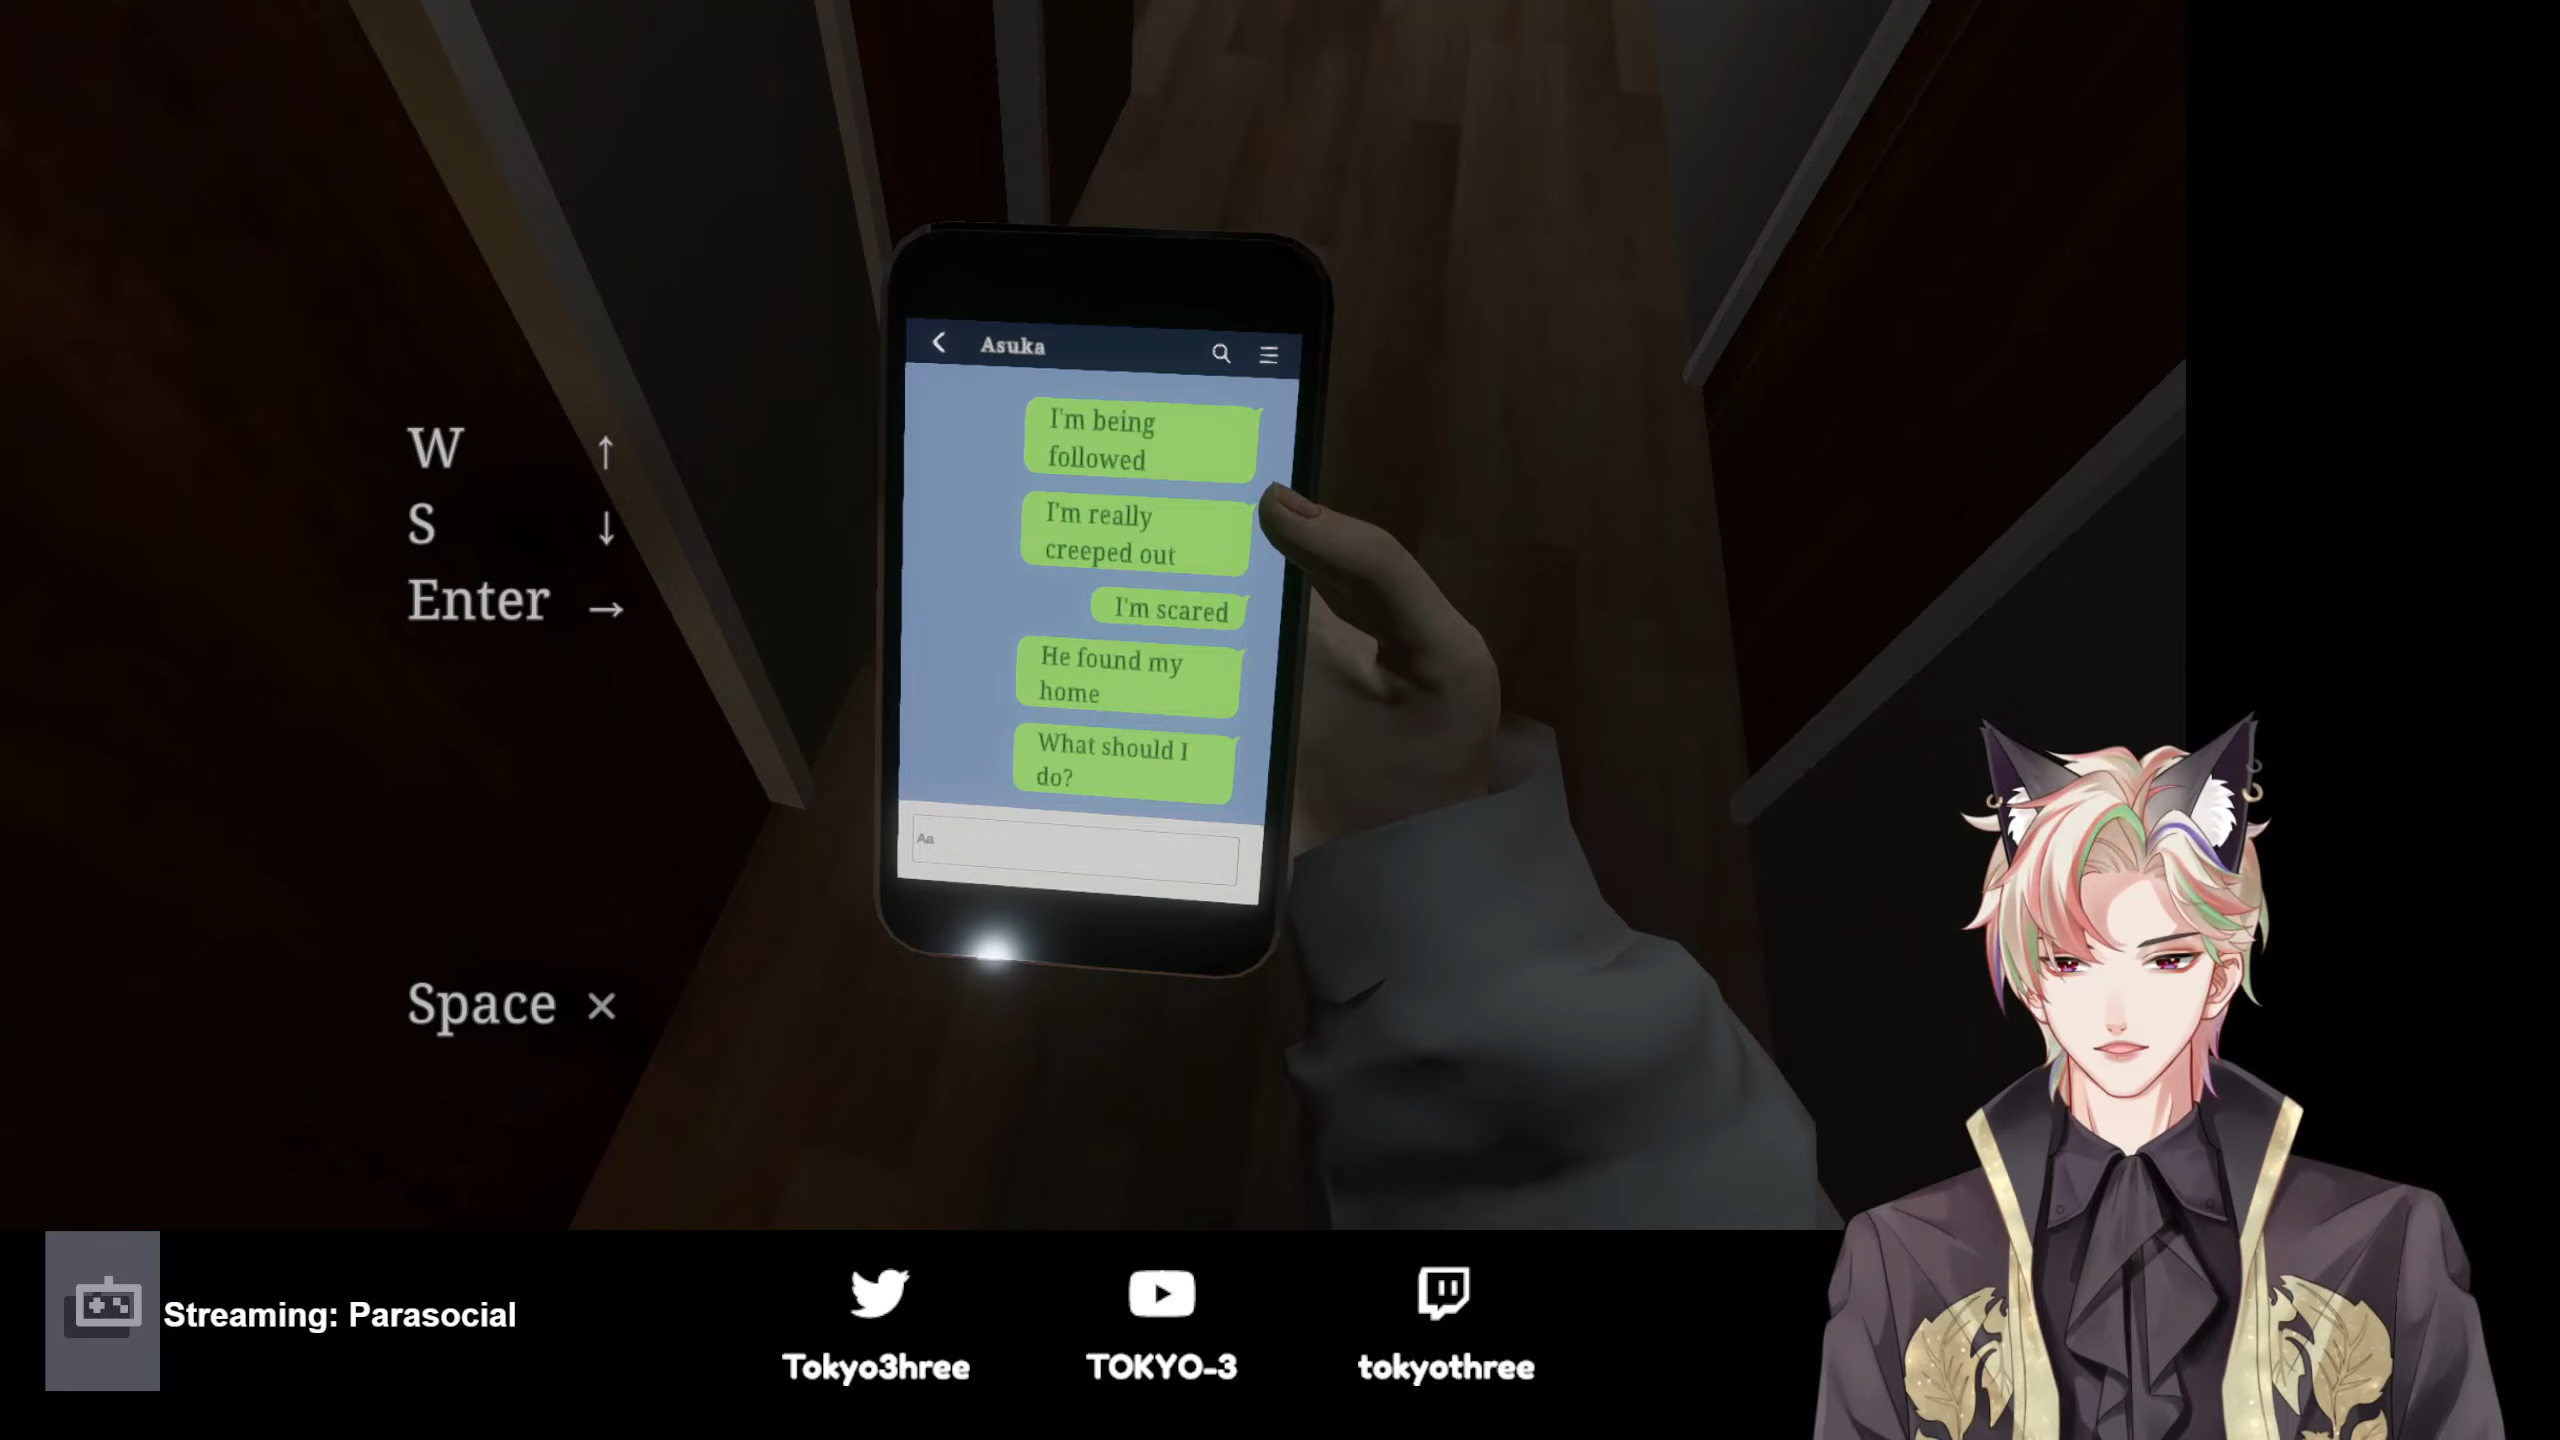 Asuka
I'm being
followed
I'm really
creeped out
I'm scared
He found my
home
What should I
do?
Aa
W ↑
S ↓
Enter →
Space ×
Streaming: Parasocial
Tokyo3hree
TOKYO-3
tokyothree